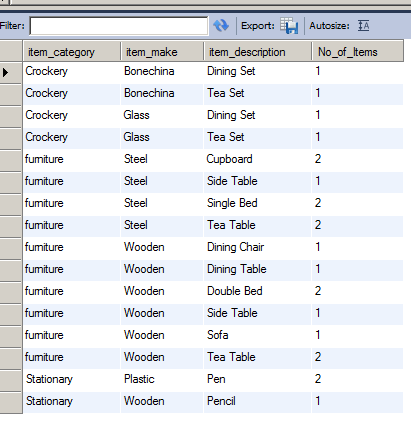 Filter: Export: Autosize:
item_category item_make item_description No_of_Items
Crockery Bonechina Dining Set 1
Crockery Bonechina Tea Set 1
Crockery Glass Dining Set 1
Crockery Glass Tea Set 1
furniture Steel Cupboard 2
furniture Steel Side Table 1
furniture Steel Single Bed 2
furniture Steel Tea Table 2
furniture Wooden Dining Chair 1
furniture Wooden Dining Table 1
furniture Wooden Double Bed 2
furniture Wooden Side Table 1
furniture Wooden Sofa 1
furniture Wooden Tea Table 2
Stationary Plastic Pen 2
Stationary Wooden Pencil 1